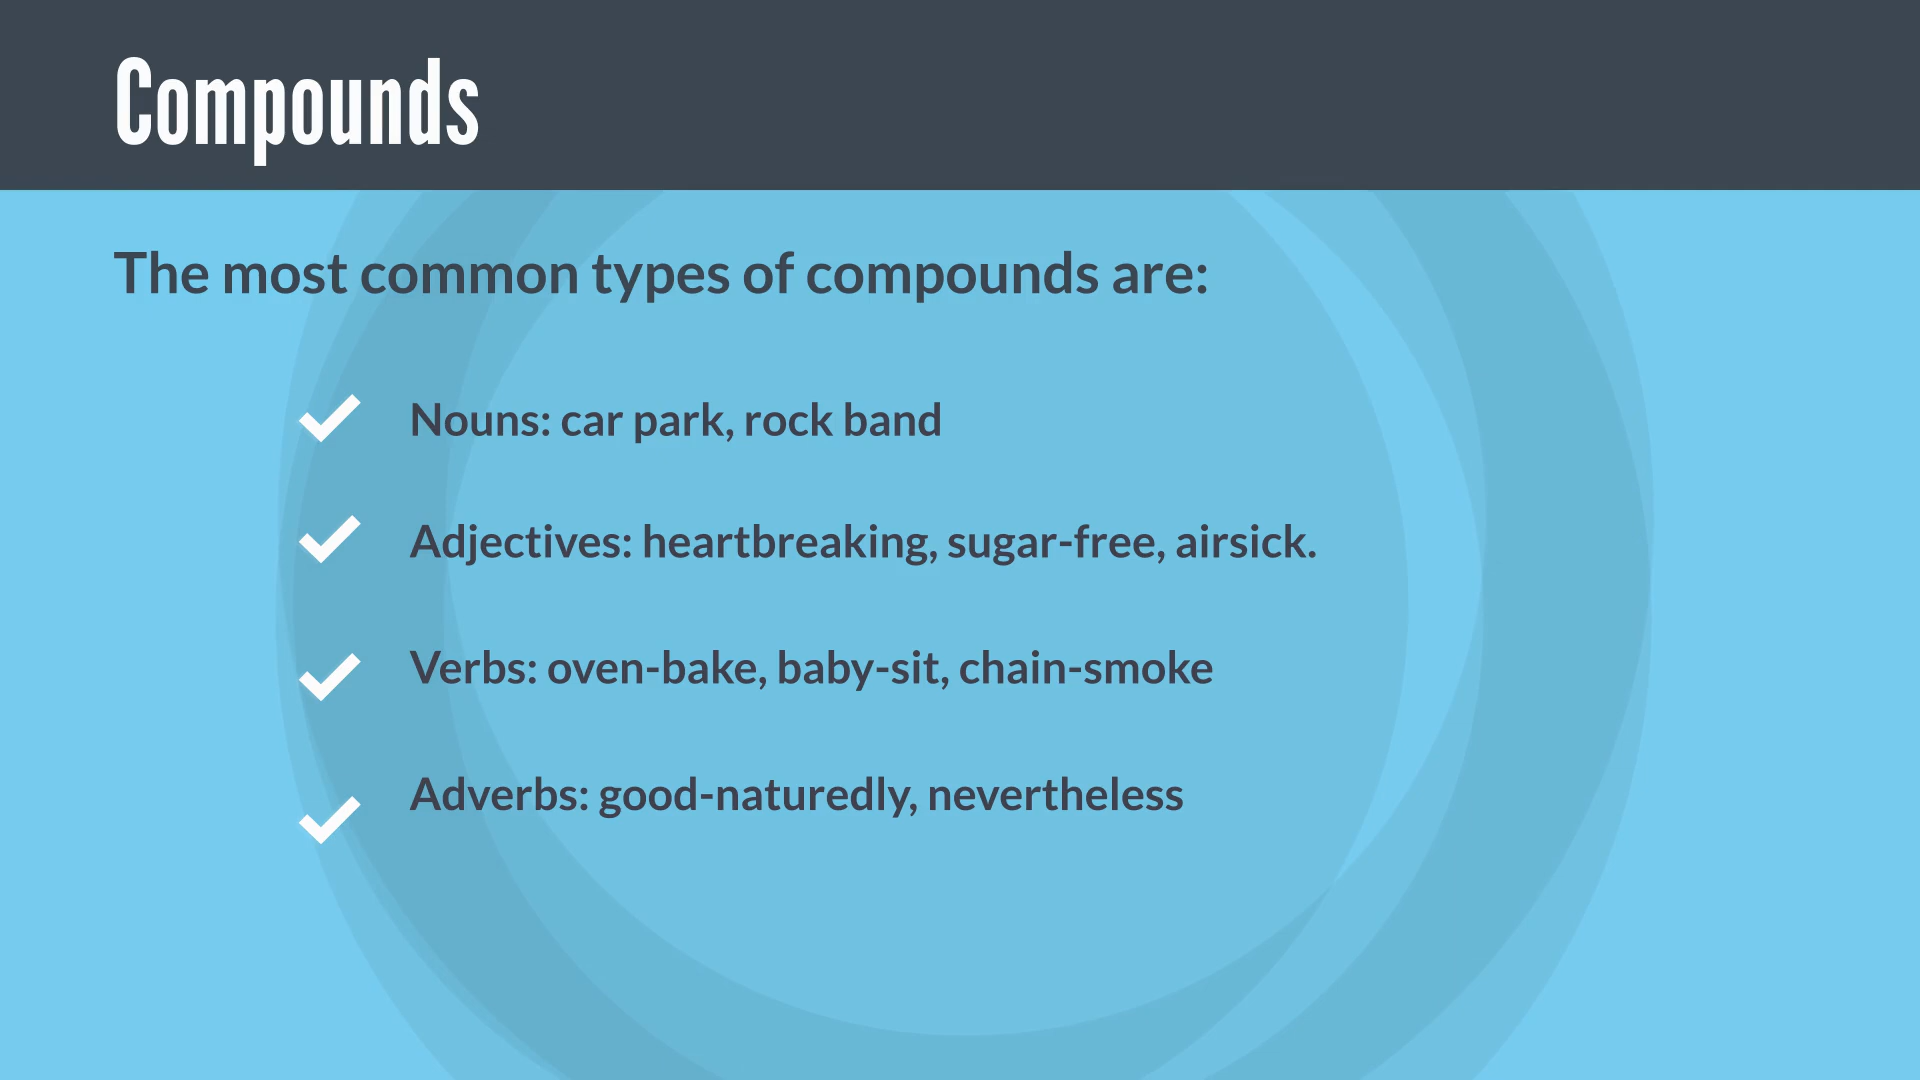 Compounds
The most common types of compounds are:
Nouns: car park, rock band
Adjectives: heartbreaking, sugar-free, airsick.
Verbs: oven-bake, baby-sit, chain-smoke
Adverbs: good-naturedly, nevertheless